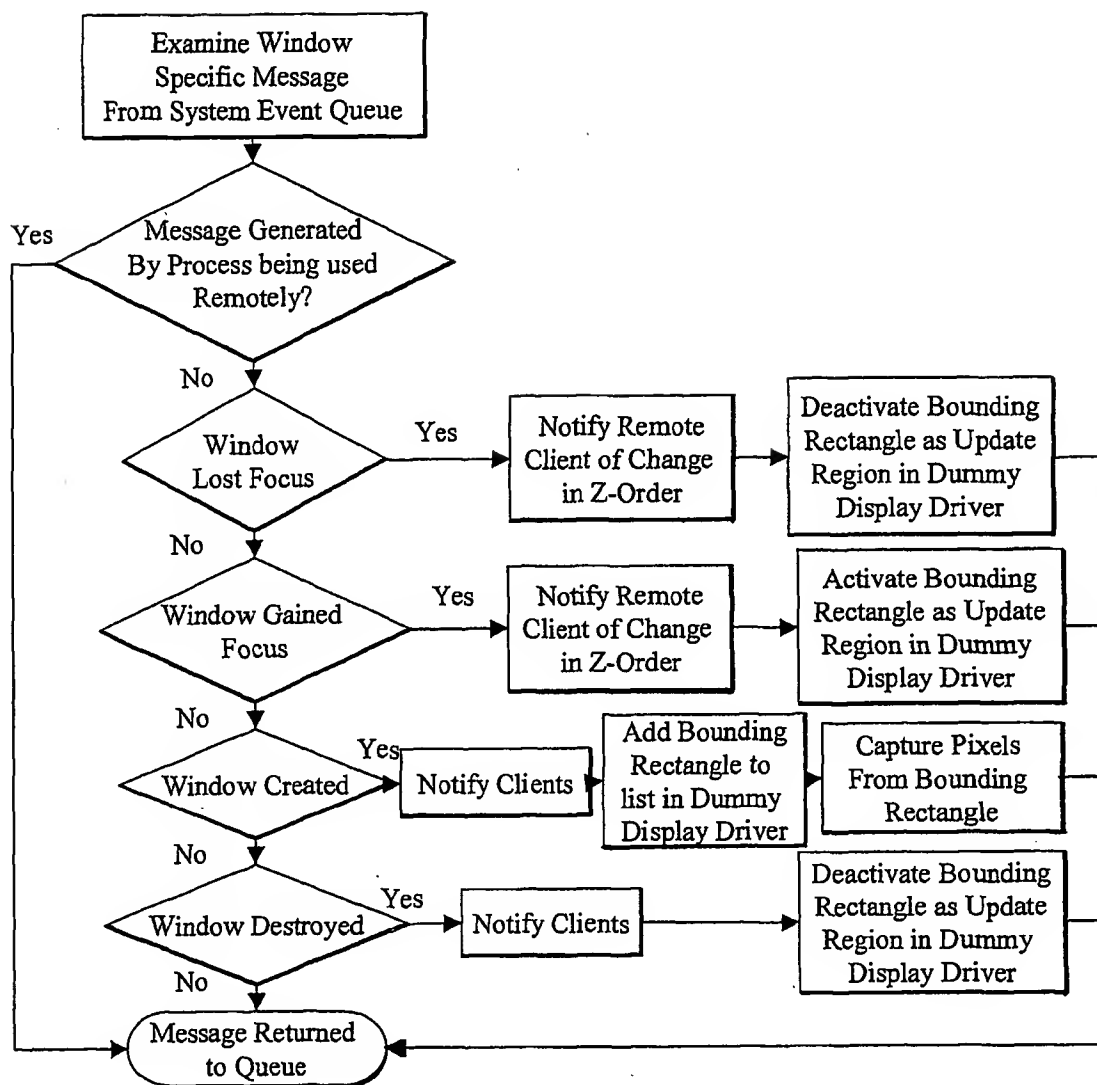 Examine Window
Specific Message
From System Event Queue
Yes
Message Generated
By Process being used
Remotely?
No
Window
Lost Focus
Yes
Notify Remote
Client of Change
in Z-Order
Deactivate Bounding
Rectangle as Update
Region in Dummy
Display Driver
No
Window Gained
Focus
Yes
Notify Remote
Client of Change
in Z-Order
Activate Bounding
Rectangle as Update
Region in Dummy
Display Driver
No
Window Created
Yes
Notify Clients
Add Bounding
Rectangle to
list in Dummy
Display Driver
Capture Pixels
From Bounding
Rectangle
No
Window Destroyed
Yes
Notify Clients
Deactivate Bounding
Rectangle as Update
Region in Dummy
Display Driver
No
Message Returned
to Queue